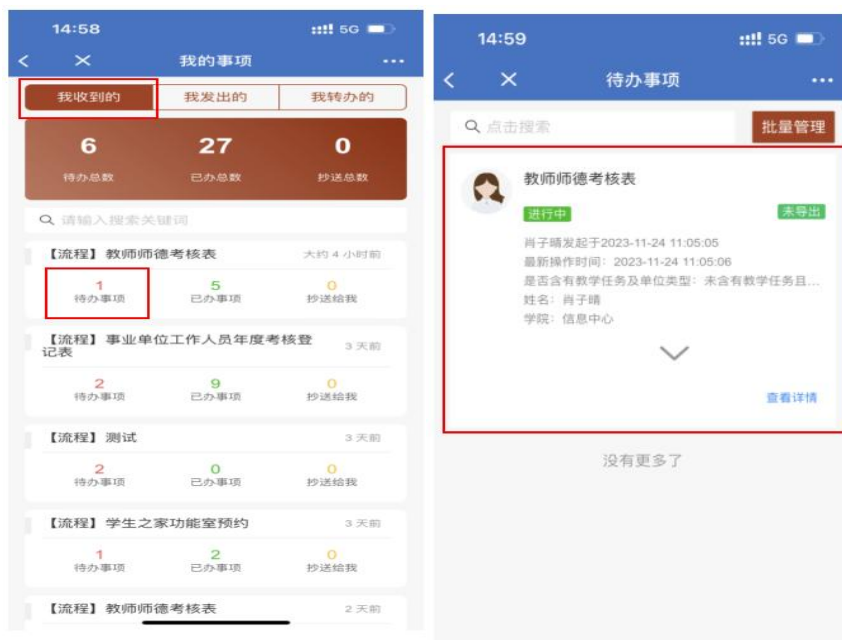 14:58
5G
我的事项
我收到的 我发出的 我转办的
6 27 0
待办总数 已办总数 抄送总数
请输入搜索关键词
【流程】教师师德考核表 大约 4 小时前
1 5 0
待办事项 已办事项 抄送给我
【流程】事业单位工作人员年度考核登
记表 3 天前
2 9 0
待办事项 已办事项 抄送给我
【流程】测试 3 天前
2 0 0
待办事项 已办事项 抄送给我
【流程】学生之家功能室预约 3 天前
1 2 0
待办事项 已办事项 抄送给我
【流程】教师师德考核表 2 天前
14:59
5G
待办事项
点击搜索 批量管理
教师师德考核表
进行中 未导出
肖子晴发起于2023-11-24 11:05:05
最新操作时间：2023-11-24 11:05:06
是否含有教学任务及单位类型：未含有教学任务且...
姓名：肖子晴
学院：信息中心
查看详情
没有更多了